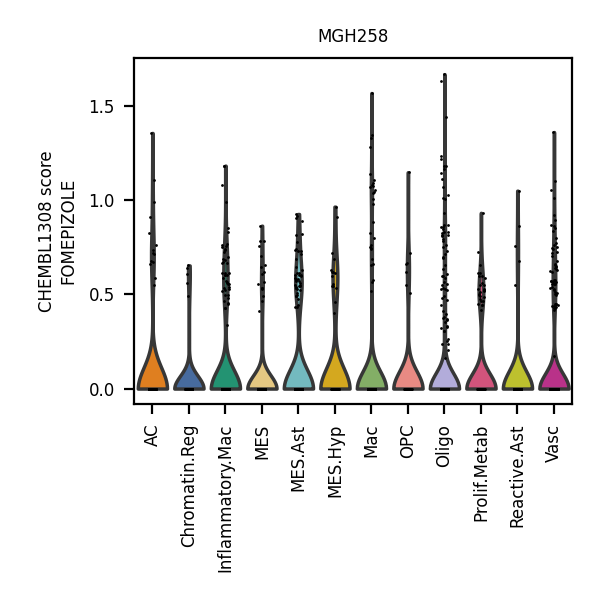 MGH258
CHEMBL1308 score
FOMEPIZOLE
1.5
1.0
0.5
0.0
AC
Chromatin.Reg
Inflammatory.Mac
MES
MES.Ast
MES.Hyp
Mac
OPC
Oligo
Prolif.Metab
Reactive.Ast
Vasc